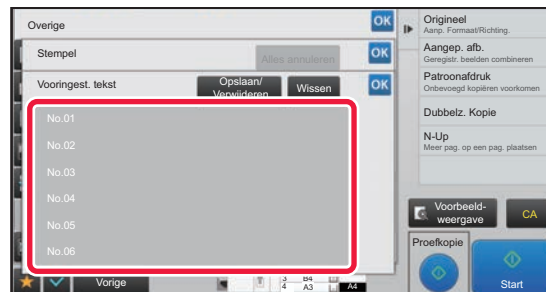 Overige
OK
Stempel
Alles annuleren
OK
Vooringest. tekst
Opslaan/
Verwijderen
Wissen
OK
No.01
No.02
No.03
No.04
No.05
No.06
Vorige
3 B4
4 A3
A4
Origineel
Aanp. Formaat/Richting.
Aangep. afb.
Geregistr. beelden combineren
Patroonafdruk
Onbevoegd kopiëren voorkomen
Dubbelz. Kopie
N-Up
Meer pag. op een pag. plaatsen
Voorbeeld-
weergave
CA
Proefkopie
Start